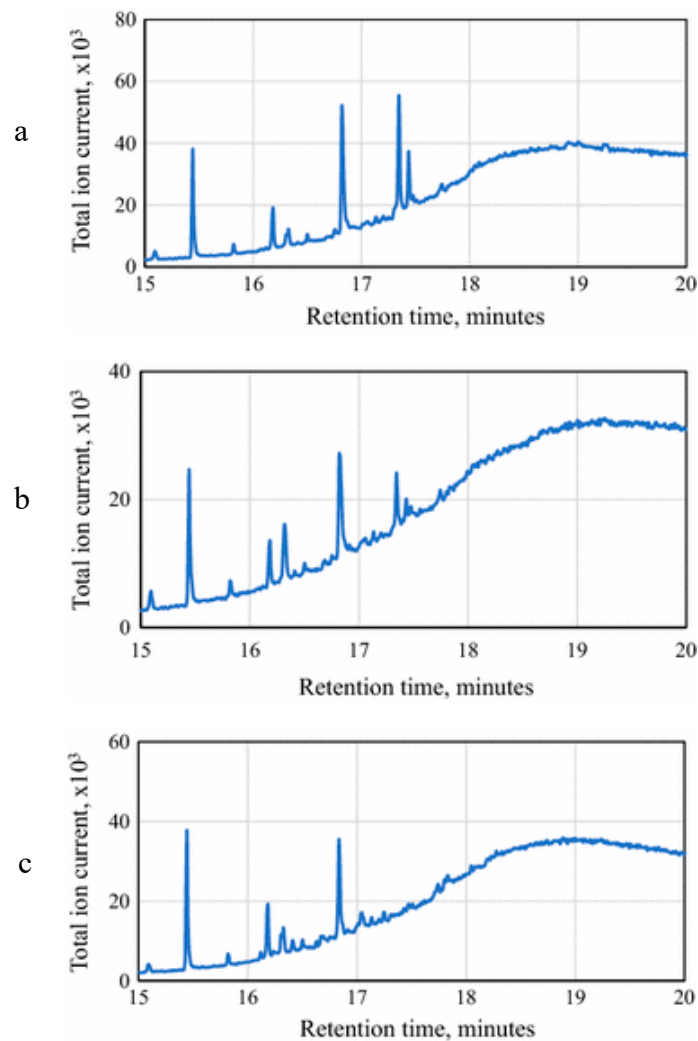 a
Total ion current, x10³
80
60
40
20
0
15 16 17 18 19 20
Retention time, minutes
b
Total ion current, x10³
40
20
0
15 16 17 18 19 20
Retention time, minutes
c
Total ion current, x10³
60
40
20
0
15 16 17 18 19 20
Retention time, minutes